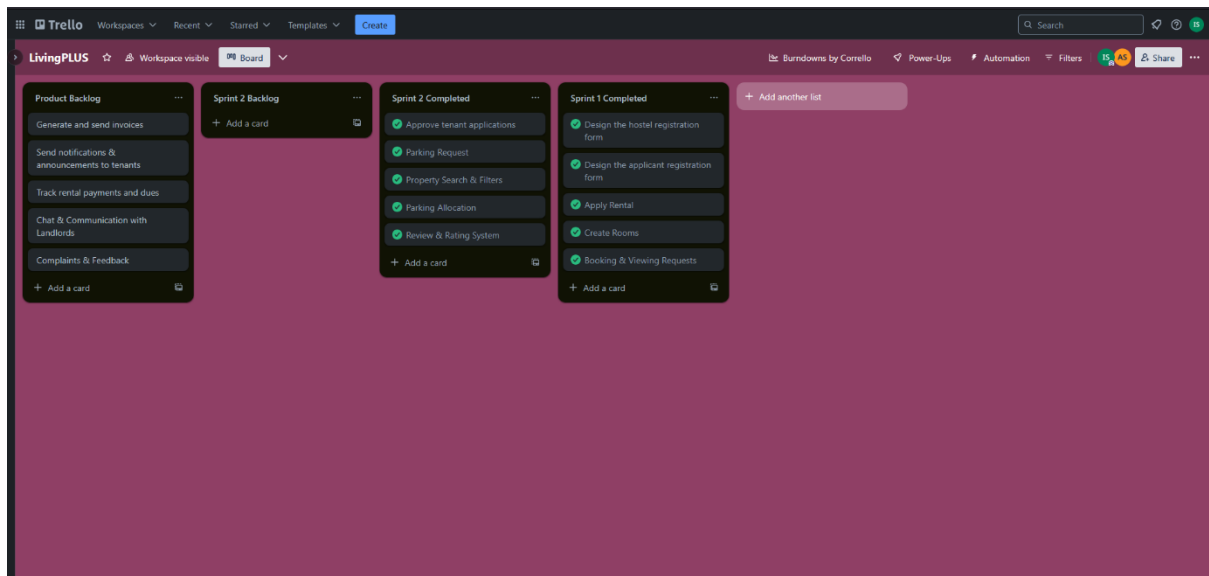 Trello Workspaces Recent Starred Templates Create Search IS
LivingPLUS Workspace visible Board Burndowns by Corrello Power-Ups Automation Filters IS AS Share
Product Backlog
Generate and send invoices
Send notifications &
announcements to tenants
Track rental payments and dues
Chat & Communication with
Landlords
Complaints & Feedback
+ Add a card
Sprint 2 Backlog
+ Add a card
Sprint 2 Completed
Approve tenant applications
Parking Request
Property Search & Filters
Parking Allocation
Review & Rating System
+ Add a card
Sprint 1 Completed
Design the hostel registration
form
Design the applicant registration
form
Apply Rental
Create Rooms
Booking & Viewing Requests
+ Add a card
+ Add another list